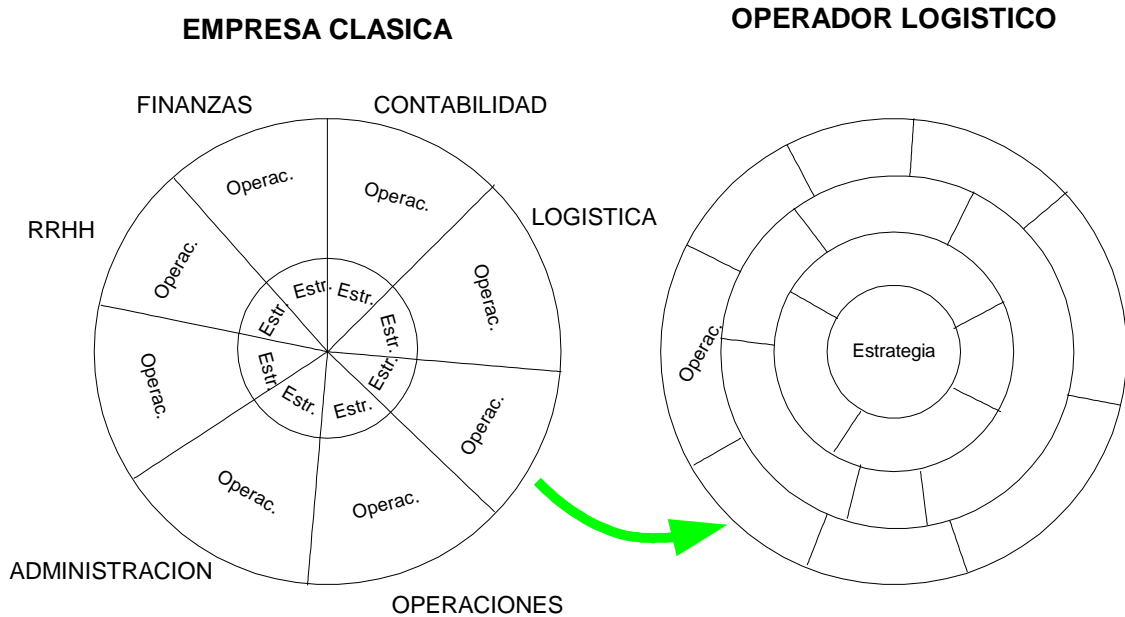 EMPRESA CLASICA
OPERADOR LOGISTICO
FINANZAS
CONTABILIDAD
RRHH
LOGISTICA
ADMINISTRACION
OPERACIONES
Operac.
Operac.
Operac.
Operac.
Operac.
Operac.
Operac.
Operac.
Estr.
Estr.
Estr.
Estr.
Estr.
Estr.
Estr.
Estr.
Operac.
Estrategia